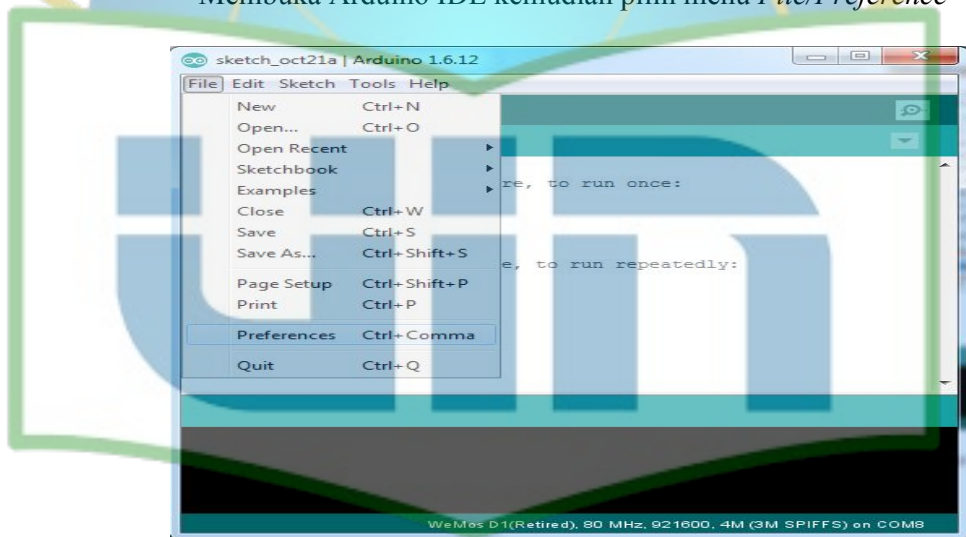 Membuka Arduino IDE kemudian pilih menu File/Preference
sketch_oct21a | Arduino 1.6.12
File Edit Sketch Tools Help
New Ctrl+N
Open... Ctrl+O
Open Recent
Sketchbook
Examples
Close Ctrl+W
Save Ctrl+S
Save As... Ctrl+Shift+S
Page Setup Ctrl+Shift+P
Print Ctrl+P
Preferences Ctrl+Comma
Quit Ctrl+Q
re, to run once:
e, to run repeatedly:
UIN
WeMos D1(Retired), 80 MHz, 921600, 4M (3M SPIFFS) on COM8